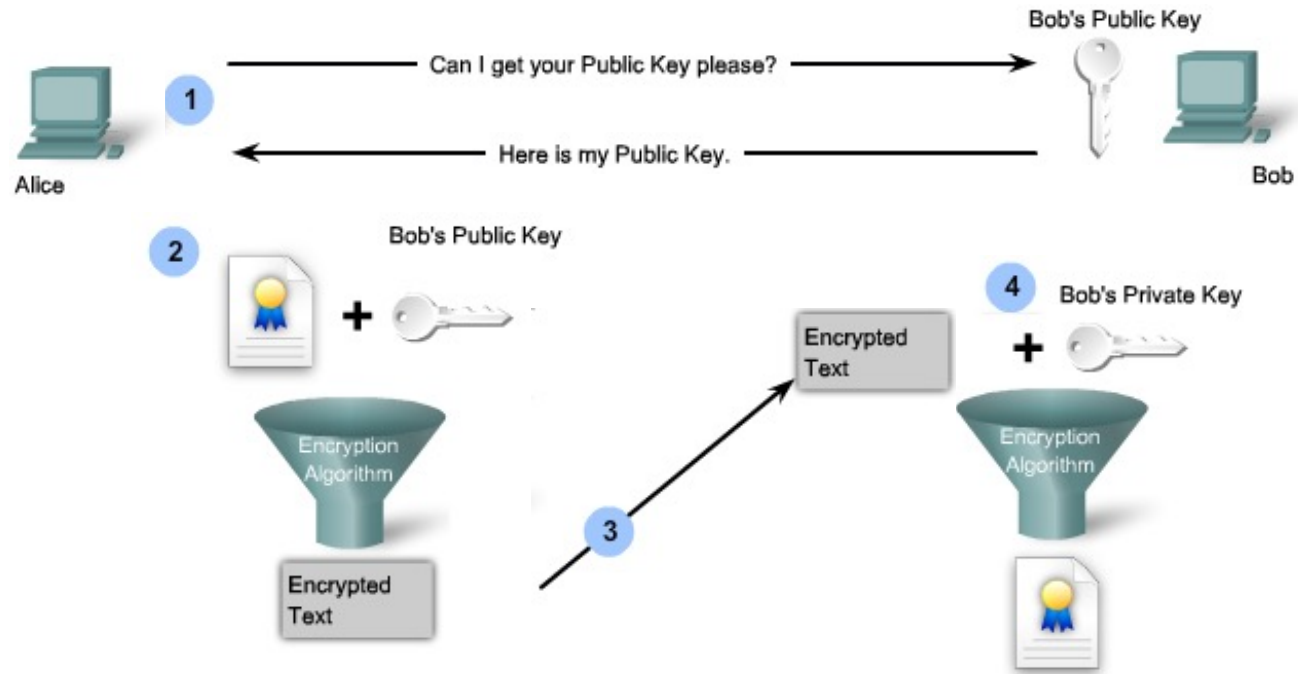 Bob's Public Key
Can I get your Public Key please?
1
Here is my Public Key.
Alice
Bob
2
Bob's Public Key
4
Bob's Private Key
Encrypted
Text
Encryption
Algorithm
Encryption
Algorithm
3
Encrypted
Text